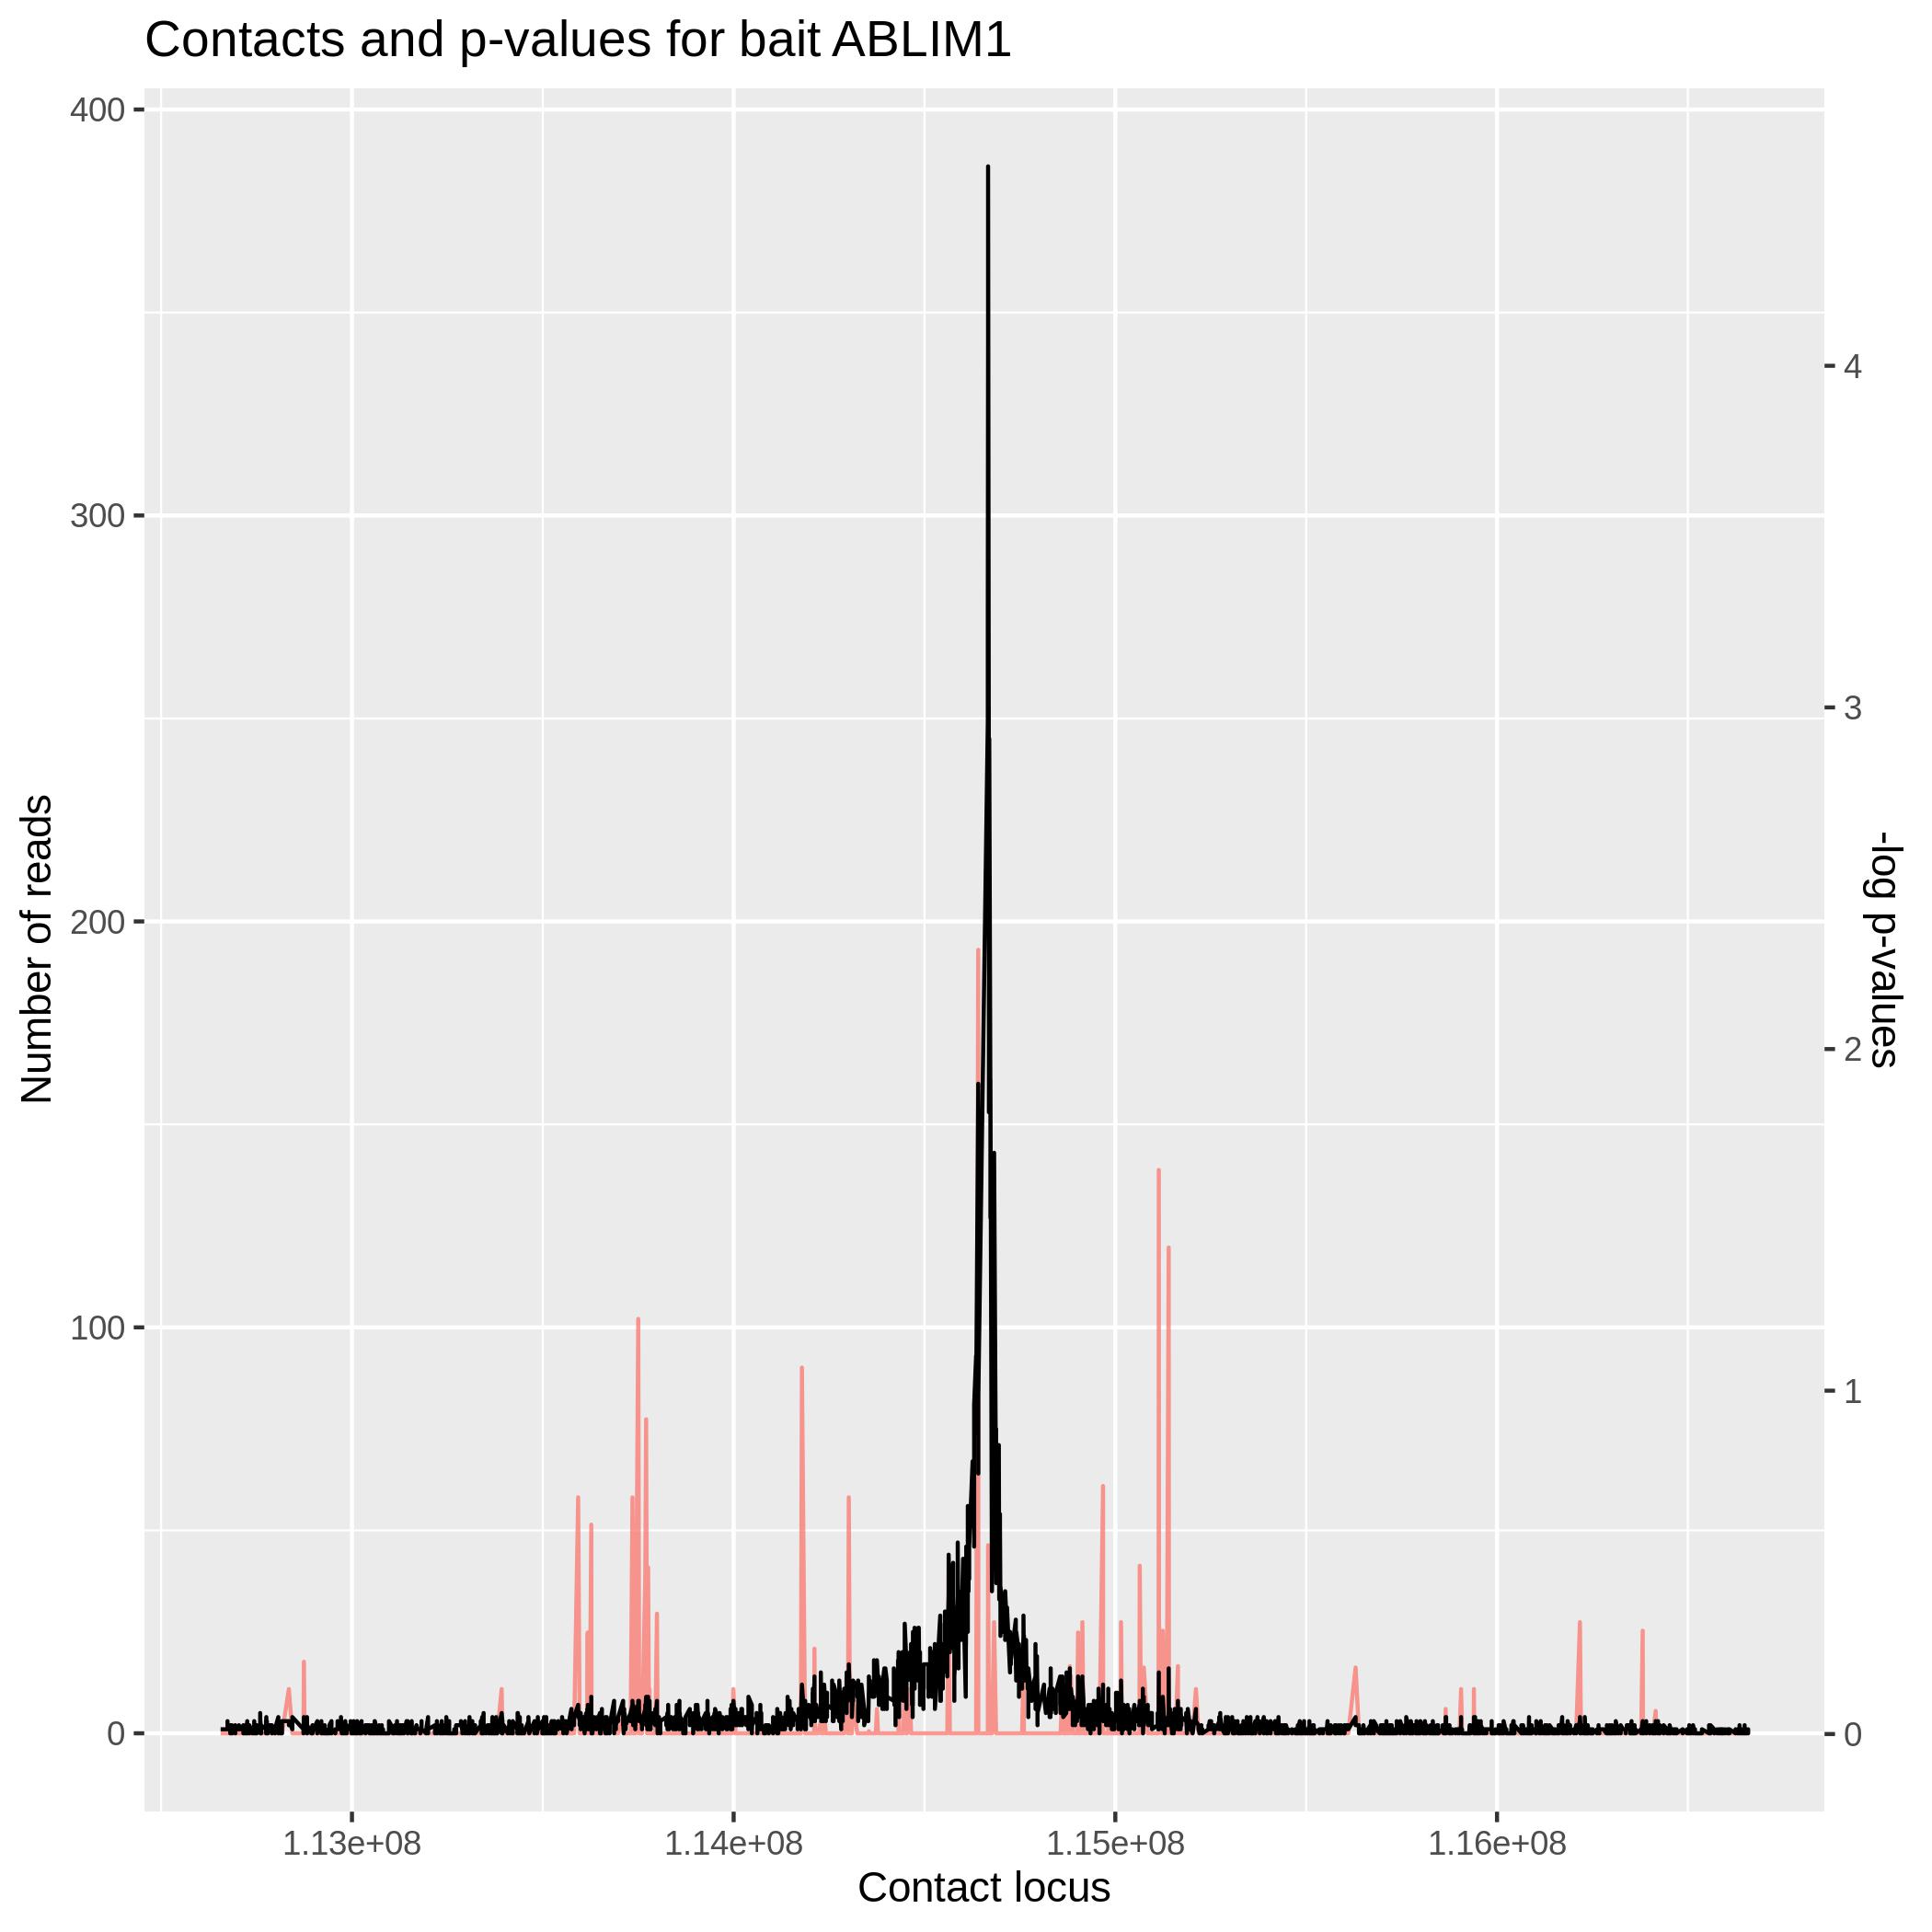 Contacts and p-values for bait ABLIM1
400
300
200
100
0
Number of reads
4
3
2
1
0
-log p-values
1.13e+08 1.14e+08 1.15e+08 1.16e+08
Contact locus